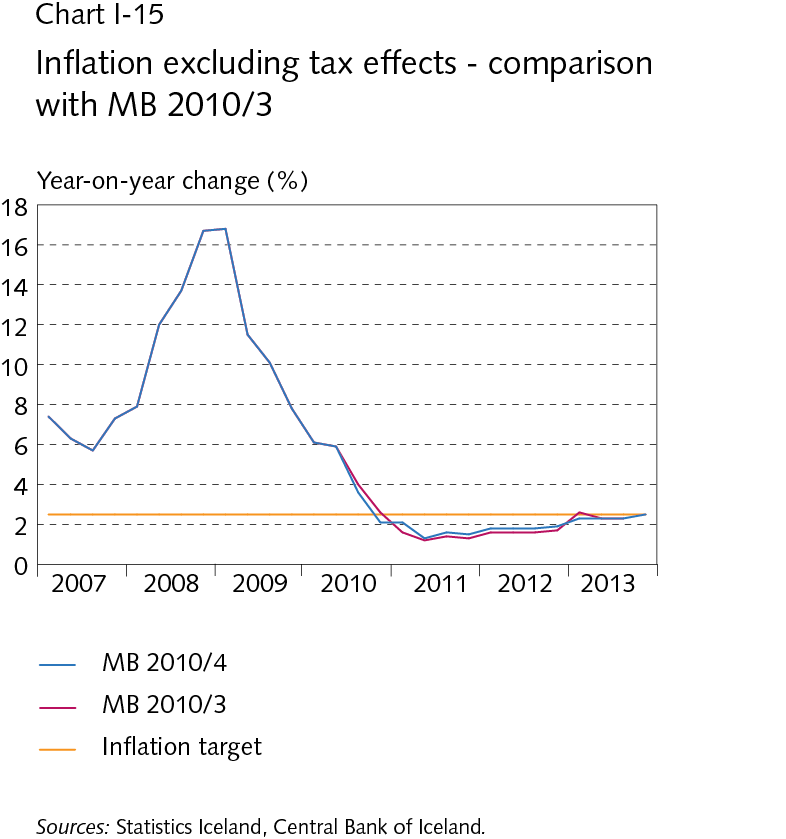 Chart I-15
Inflation excluding tax effects - comparison
with MB 2010/3
Year-on-year change (%)
18
16
14
12
10
8
6
4
2
0
2007 2008 2009 2010 2011 2012 2013
MB 2010/4
MB 2010/3
Inflation target
Sources: Statistics Iceland, Central Bank of Iceland.